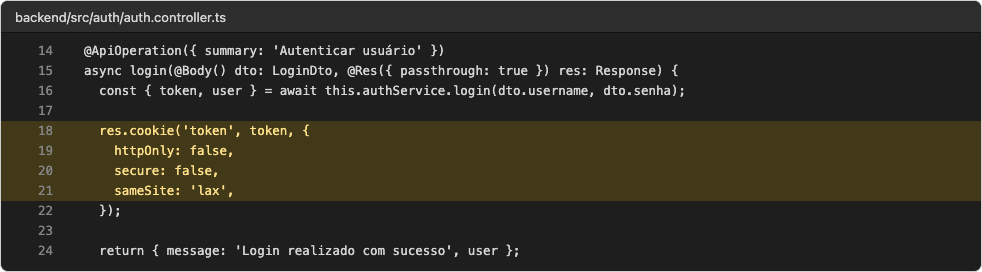 backend/src/auth/auth.controller.ts
14 @ApiOperation({ summary: 'Autenticar usuário' })
15 async login(@Body() dto: LoginDto, @Res({ passthrough: true }) res: Response) {
16 const { token, user } = await this.authService.login(dto.username, dto.senha);
17
18 res.cookie('token', token, {
19 httpOnly: false,
20 secure: false,
21 sameSite: 'lax',
22 });
23
24 return { message: 'Login realizado com sucesso', user };